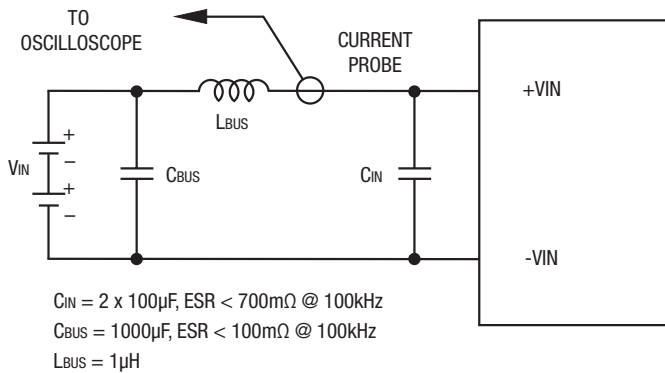 TO
OSCILLOSCOPE
CURRENT
PROBE
+VIN
LBUS
+
−
VIN
+
−
CBUS
CIN
-VIN
CIN = 2 x 100µF, ESR < 700mΩ @ 100kHz
CBUS = 1000µF, ESR < 100mΩ @ 100kHz
LBUS = 1µH